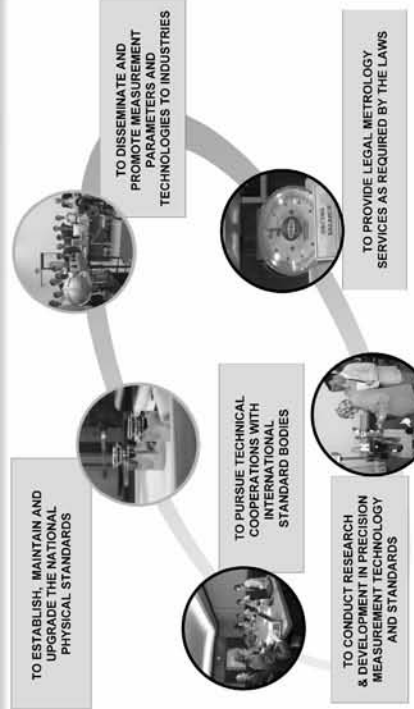 TO ESTABLISH, MAINTAIN AND
UPGRADE THE NATIONAL
PHYSICAL STANDARDS
TO DISSEMINATE AND
PROMOTE MEASUREMENT
PARAMETERS AND
TECHNOLOGIES TO INDUSTRIES
TO PROVIDE LEGAL METROLOGY
SERVICES AS REQUIRED BY THE LAWS
TO PURSUE TECHNICAL
COOPERATIONS WITH
INTERNATIONAL
STANDARD BODIES
TO CONDUCT RESEARCH
& DEVELOPMENT IN PRECISION
MEASUREMENT TECHNOLOGY
AND STANDARDS